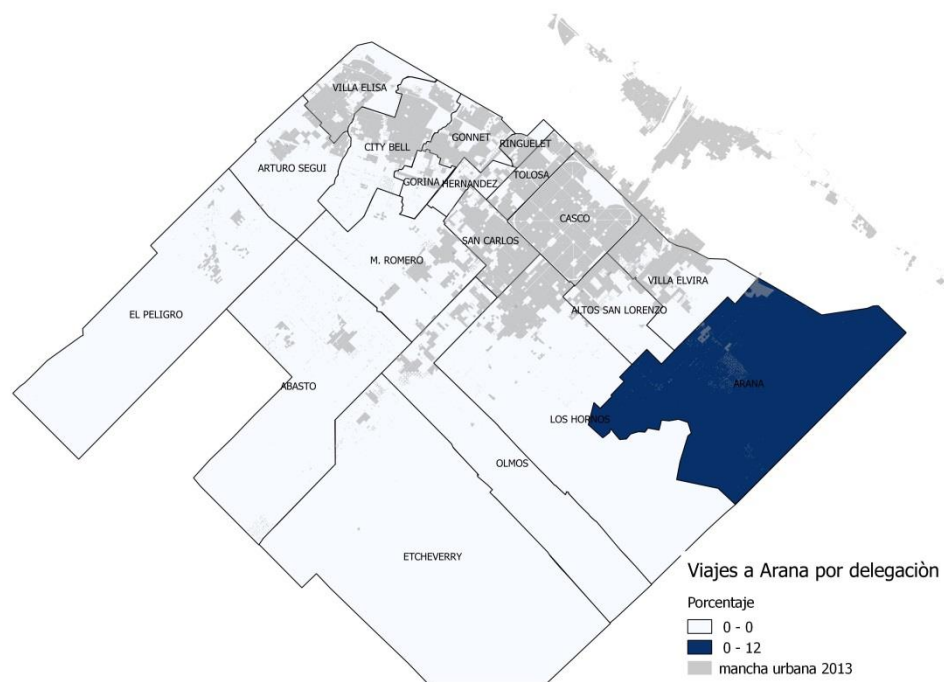 VILLA ELISA
GONNET
RINGUELET
CITY BELL
ARTURO SEGUI
TOLOSA
GORINA
HERNANDEZ
CASCO
SAN CARLOS
M. ROMERO
VILLA ELVIRA
ALTOS SAN LORENZO
EL PELIGRO
ARANA
ABASTO
LOS HORNOS
OLMOS
ETCHEVERRY
Viajes a Arana por delegaciòn
Porcentaje
0 - 0
0 - 12
mancha urbana 2013